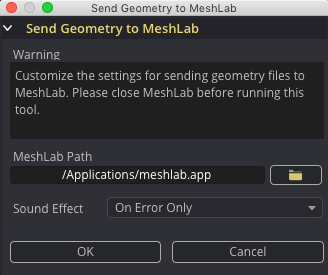 Send Geometry to MeshLab
Send Geometry to MeshLab
Warning
Customize the settings for sending geometry files to
MeshLab. Please close MeshLab before running this
tool.
MeshLab Path
/Applications/meshlab.app
Sound Effect
On Error Only
OK
Cancel